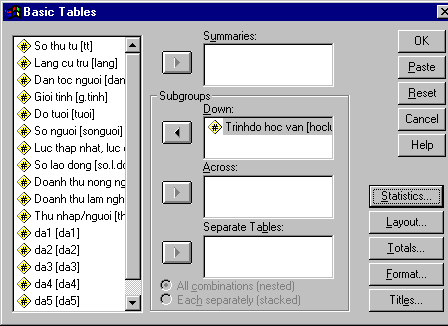 Basic Tables
So thu tu [tt]
Lang cu tru [lang]
Dan toc nguoi [dan
Gioi tinh [g.tinh]
Do tuoi [tuoi]
So nguoi [songuoi]
Luc thap nhat, luc c
So lao dong [so.l.do
Doanh thu nong ng
Doanh thu lam nghi
Thu nhap/nguoi [th
da1 [da1]
da2 [da2]
da3 [da3]
da4 [da4]
da5 [da5]
Summaries:
Subgroups
Down:
Trinhdo hoc van [hoclu
Across:
Separate Tables:
All combinations (nested)
Each separately (stacked)
OK
Paste
Reset
Cancel
Help
Statistics...
Layout...
Totals...
Format...
Titles...